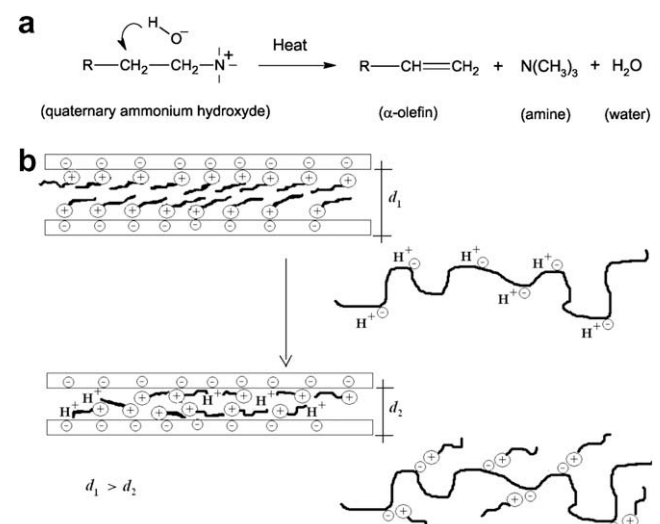 a
H
O⁻
Heat
R—CH₂—CH₂—N⁺— R—CH=CH₂ + N(CH₃)₃ + H₂O
(quaternary ammonium hydroxyde) (α-olefin) (amine) (water)
b
d₁
H⁺ H⁺ H⁺
H⁺
H⁺ H⁺
H⁺ H⁺ H⁺
H⁺ H⁺
d₂
d₁ > d₂